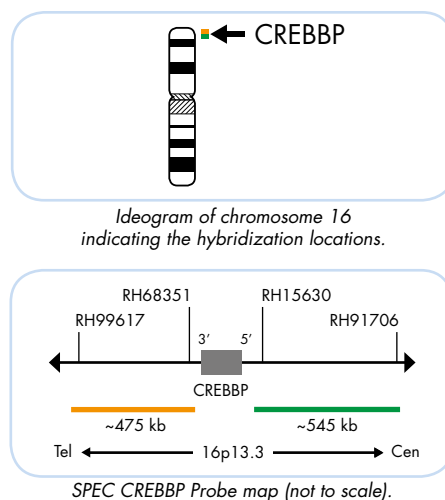 CREBBP
Ideogram of chromosome 16
indicating the hybridization locations.
RH68351 RH15630
RH99617 3' 5' RH91706
CREBBP
~475 kb ~545 kb
Tel 16p13.3 Cen
SPEC CREBBP Probe map (not to scale).